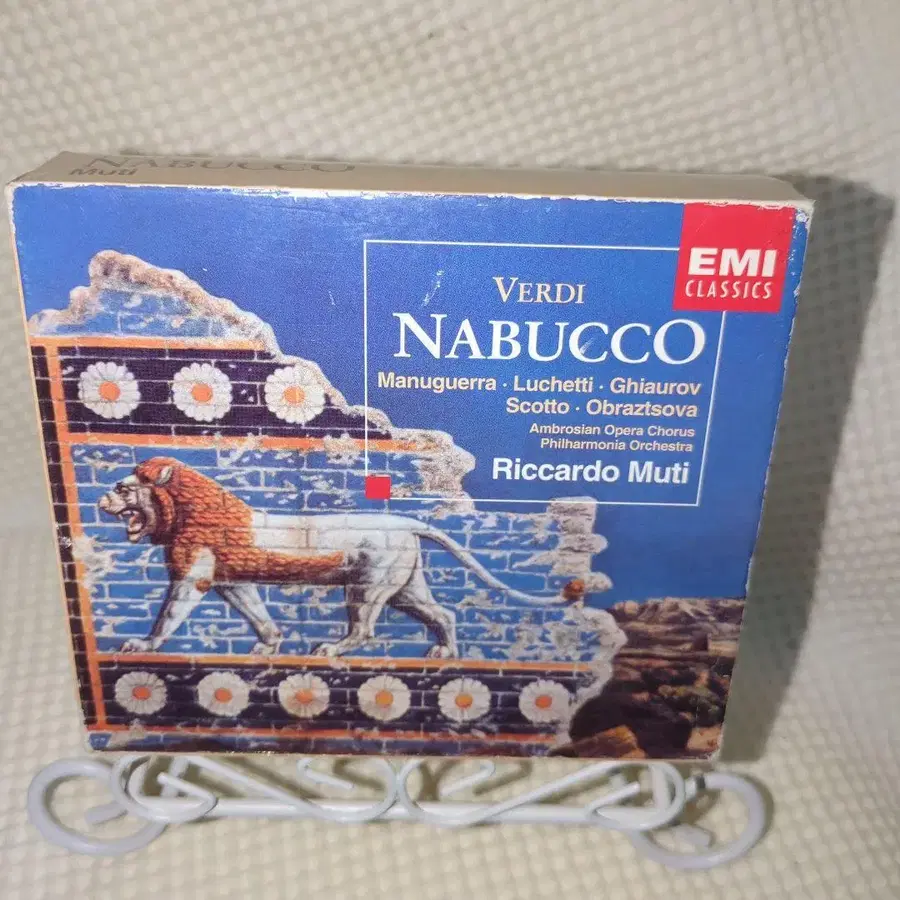 NABUCCO
Muti
EMI
CLASSICS
VERDI
NABUCCO
Manuguerra · Luchetti · Ghiaurov
Scotto · Obraztsova
Ambrosian Opera Chorus
Philharmonia Orchestra
Riccardo Muti